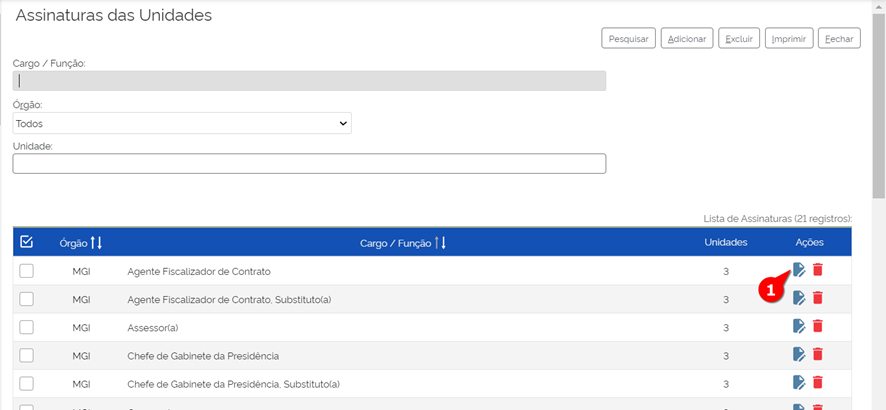 Assinaturas das Unidades
Pesquisar Adicionar Excluir Imprimir Fechar
Cargo / Função:
Órgão:
Todos
Unidade:
Lista de Assinaturas (21 registros):
Órgão Cargo / Função Unidades Ações
MGI Agente Fiscalizador de Contrato 3
1
MGI Agente Fiscalizador de Contrato, Substituto(a) 3
MGI Assessor(a) 3
MGI Chefe de Gabinete da Presidência 3
MGI Chefe de Gabinete da Presidência, Substituto(a) 3